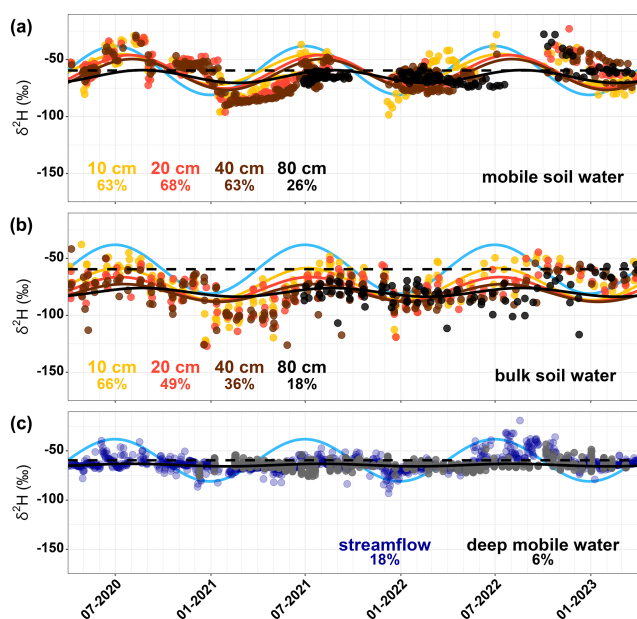 (a)
-50
-100
-150
δ²H (‰)
10 cm 20 cm 40 cm 80 cm
63% 68% 63% 26%
mobile soil water
(b)
-50
-100
-150
δ²H (‰)
10 cm 20 cm 40 cm 80 cm
66% 49% 36% 18%
bulk soil water
(c)
-50
-100
-150
δ²H (‰)
streamflow deep mobile water
18% 6%
07-2020 01-2021 07-2021 01-2022 07-2022 01-2023